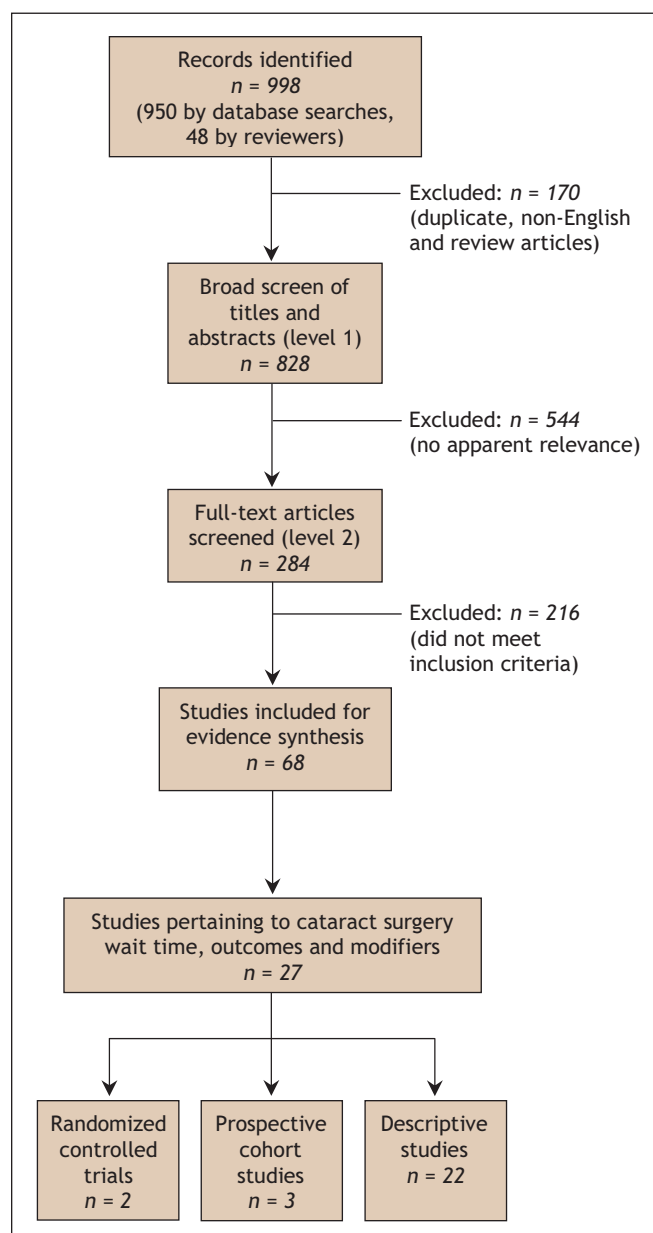 Records identified
n = 998
(950 by database searches,
48 by reviewers)
Excluded: n = 170
(duplicate, non-English
and review articles)
Broad screen of
titles and
abstracts (level 1)
n = 828
Excluded: n = 544
(no apparent relevance)
Full-text articles
screened (level 2)
n = 284
Excluded: n = 216
(did not meet
inclusion criteria)
Studies included for
evidence synthesis
n = 68
Studies pertaining to cataract surgery
wait time, outcomes and modifiers
n = 27
Randomized
controlled
trials
n = 2
Prospective
cohort
studies
n = 3
Descriptive
studies
n = 22